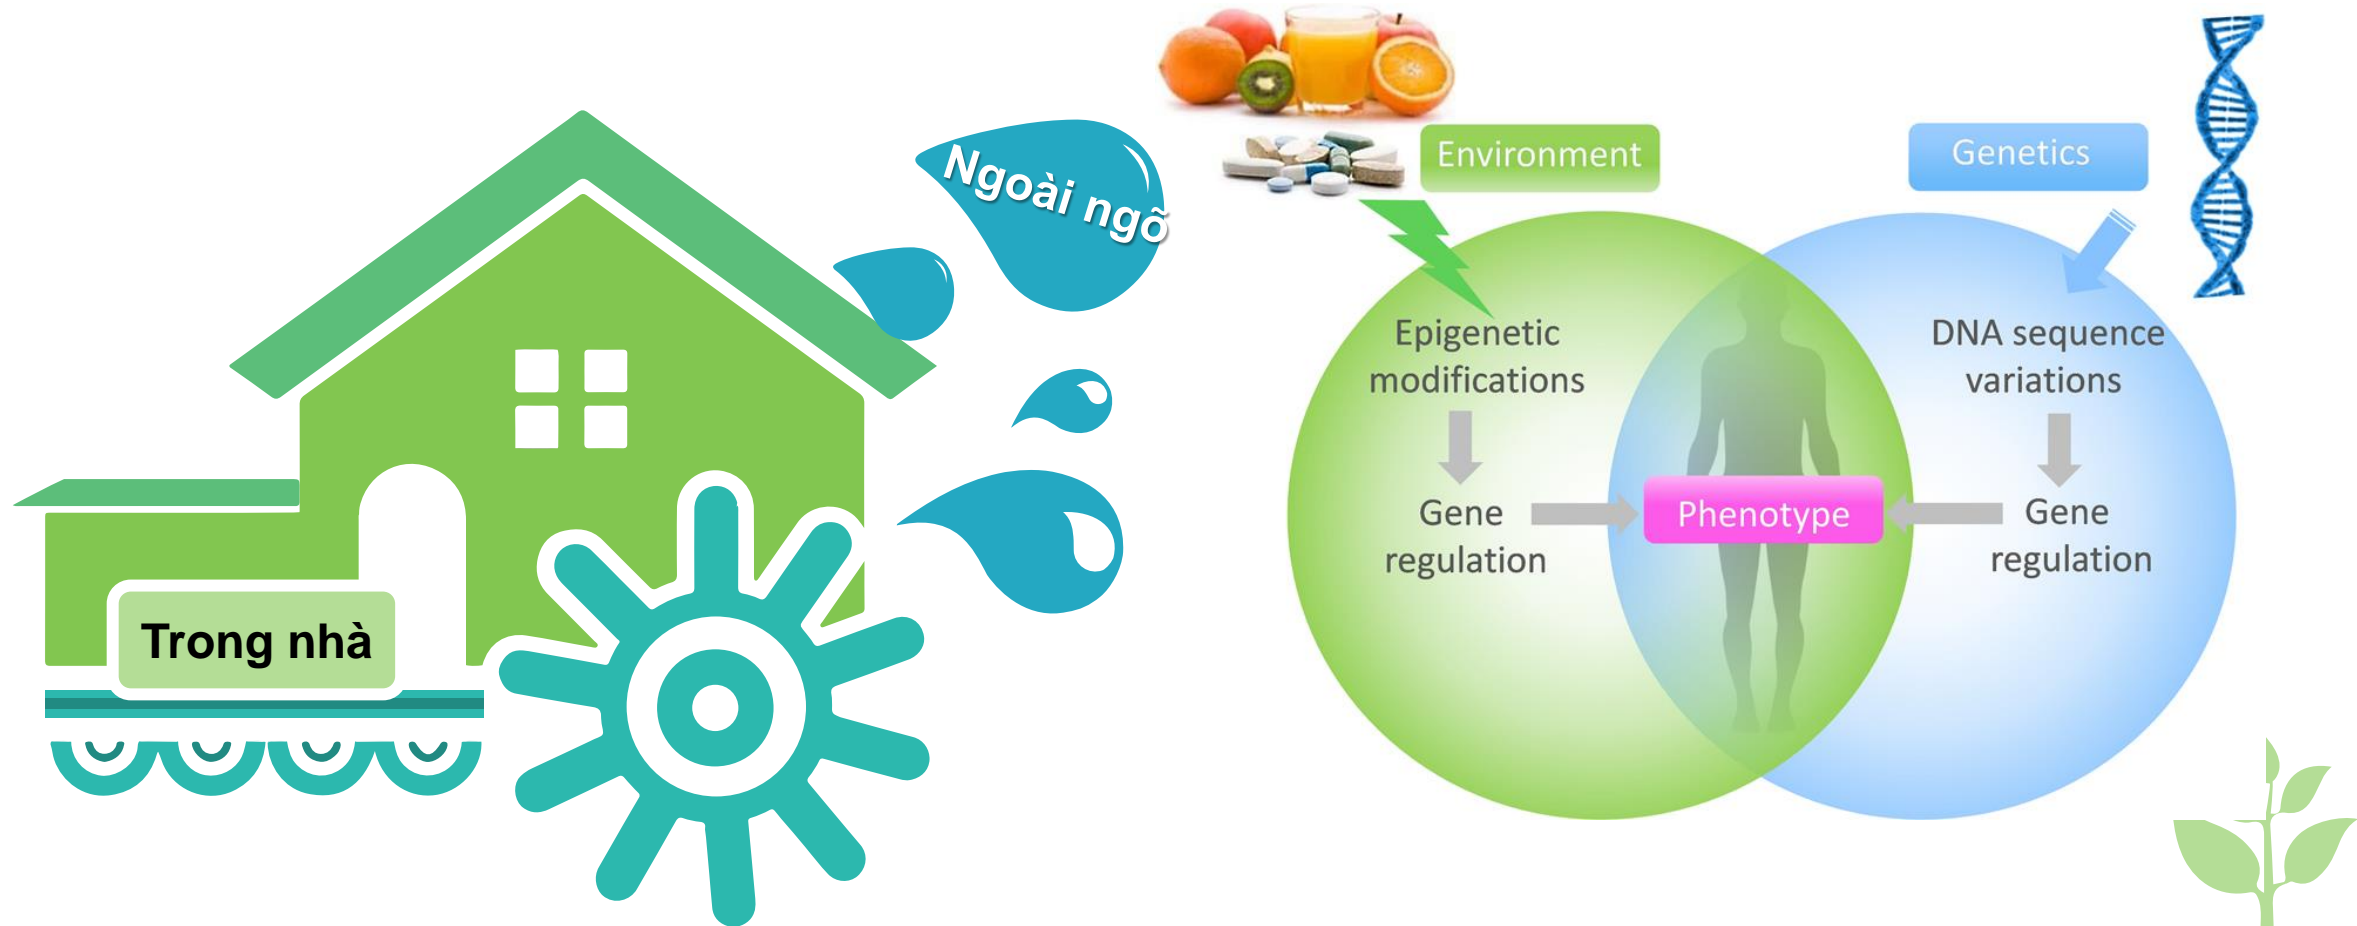 Ngoài ngõ
Trong nhà
Environment
Genetics
Epigenetic
modifications
Gene
regulation
Phenotype
DNA sequence
variations
Gene
regulation